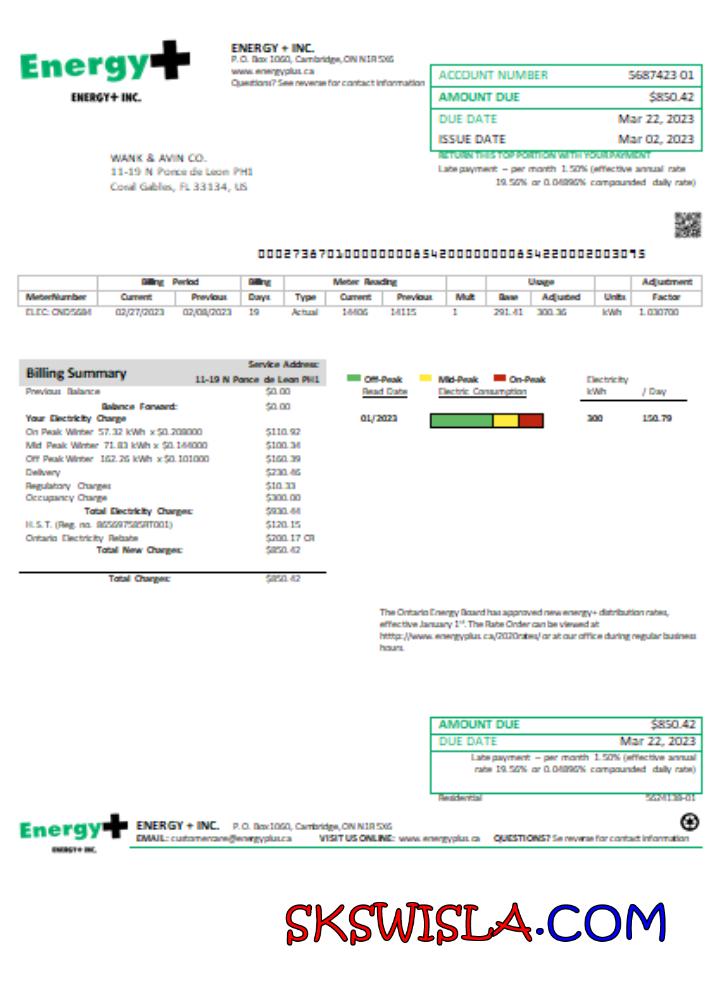 Energy+
ENERGY+ INC.
ENERGY + INC.
P.O. Box 1060, Cambridge, ON N1R 5X6
www.energyplus.ca
Questions? See reverse for contact information
ACCOUNT NUMBER 5687423 01
AMOUNT DUE $850.42
DUE DATE Mar 22, 2023
ISSUE DATE Mar 02, 2023
RETURN THIS TOP PORTION WITH YOUR PAYMENT
Late payment – per month 1.50% (effective annual rate
19.56% or 0.04896% compounded daily rate)
WANK & AVIN CO.
11-19 N Ponce de Leon PH1
Coral Gables, FL 33134, US
Billing Period Billing Meter Reading Usage Adjustment
MeterNumber Current Previous Days Type Current Previous Mult Base Adjusted Units Factor
ELEC: CND5684 02/27/2023 02/08/2023 19 Actual 14406 14115 1 291.41 300.36 kWh 1.030700
Billing Summary
Service Address:
11-19 N Ponce de Leon PH1
Previous Balance $0.00
Balance Forward: $0.00
Your Electricity Charge
On Peak Winter 57.32 kWh x $0.208000 $110.92
Mid Peak Winter 71.83 kWh x $0.144000 $100.34
Off Peak Winter 162.26 kWh x $0.101000 $160.39
Delivery $230.46
Regulatory Charges $10.33
Occupancy Charge $300.00
Total Electricity Charge: $930.44
H.S.T. (Reg. no. 865697585RT001) $120.15
Ontario Electricity Rebate $200.17 CR
Total New Charges: $850.42
Total Charges: $850.42
Off-Peak Mid-Peak On-Peak
Read Date Electric Consumption
Electricity
kWh / Day
01/2023 300 150.79
The Ontario Energy Board has approved new energy+ distribution rates,
effective January 1st. The Rate Order can be viewed at
htttp://www.energyplus.ca/2020rates/ or at our office during regular business
hours.
AMOUNT DUE $850.42
DUE DATE Mar 22, 2023
Late payment – per month 1.50% (effective annual
rate 19.56% or 0.04896% compounded daily rate)
Residential 5624138-01
Energy+
ENERGY+ INC.
ENERGY + INC. P.O. Box 1060, Cambridge, ON N1R 5X6
EMAIL: customercare@energyplus.ca VISIT US ONLINE: www.energyplus.ca QUESTIONS? Se reverse for contact information
SKSWISLA.COM